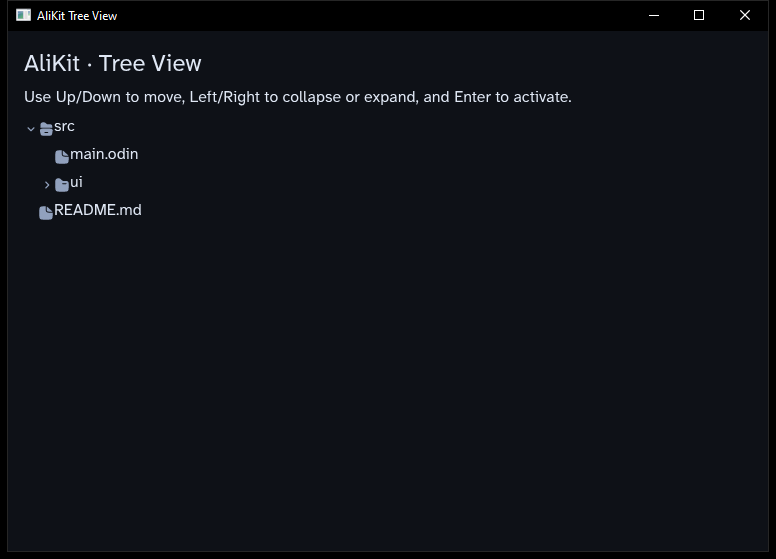 AliKit Tree View
AliKit · Tree View
Use Up/Down to move, Left/Right to collapse or expand, and Enter to activate.
src
main.odin
ui
README.md